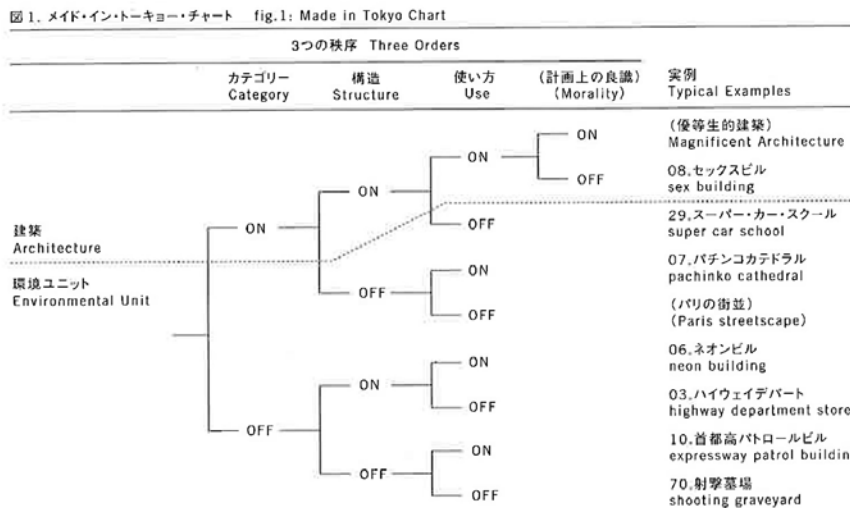 図1. メイド・イン・トーキョー・チャート fig.1: Made in Tokyo Chart
3つの秩序 Three Orders
カテゴリー 構造 使い方 (計画上の良識) 実例
Category Structure Use (Morality) Typical Examples
(優等生的建築)
ON Magnificent Architecture
ON
OFF 08.セックスビル
sex building
ON
OFF 29.スーパー・カー・スクール
super car school
建築
Architecture
ON
ON 07.パチンコカテドラル
pachinko cathedral
環境ユニット
Environmental Unit
OFF
OFF (パリの街並)
(Paris streetscape)
ON 06.ネオンビル
neon building
ON
OFF 03.ハイウェイデパート
highway department store
OFF
ON 10.首都高パトロールビル
expressway patrol buildin
OFF
OFF 70.射撃墓場
shooting graveyard